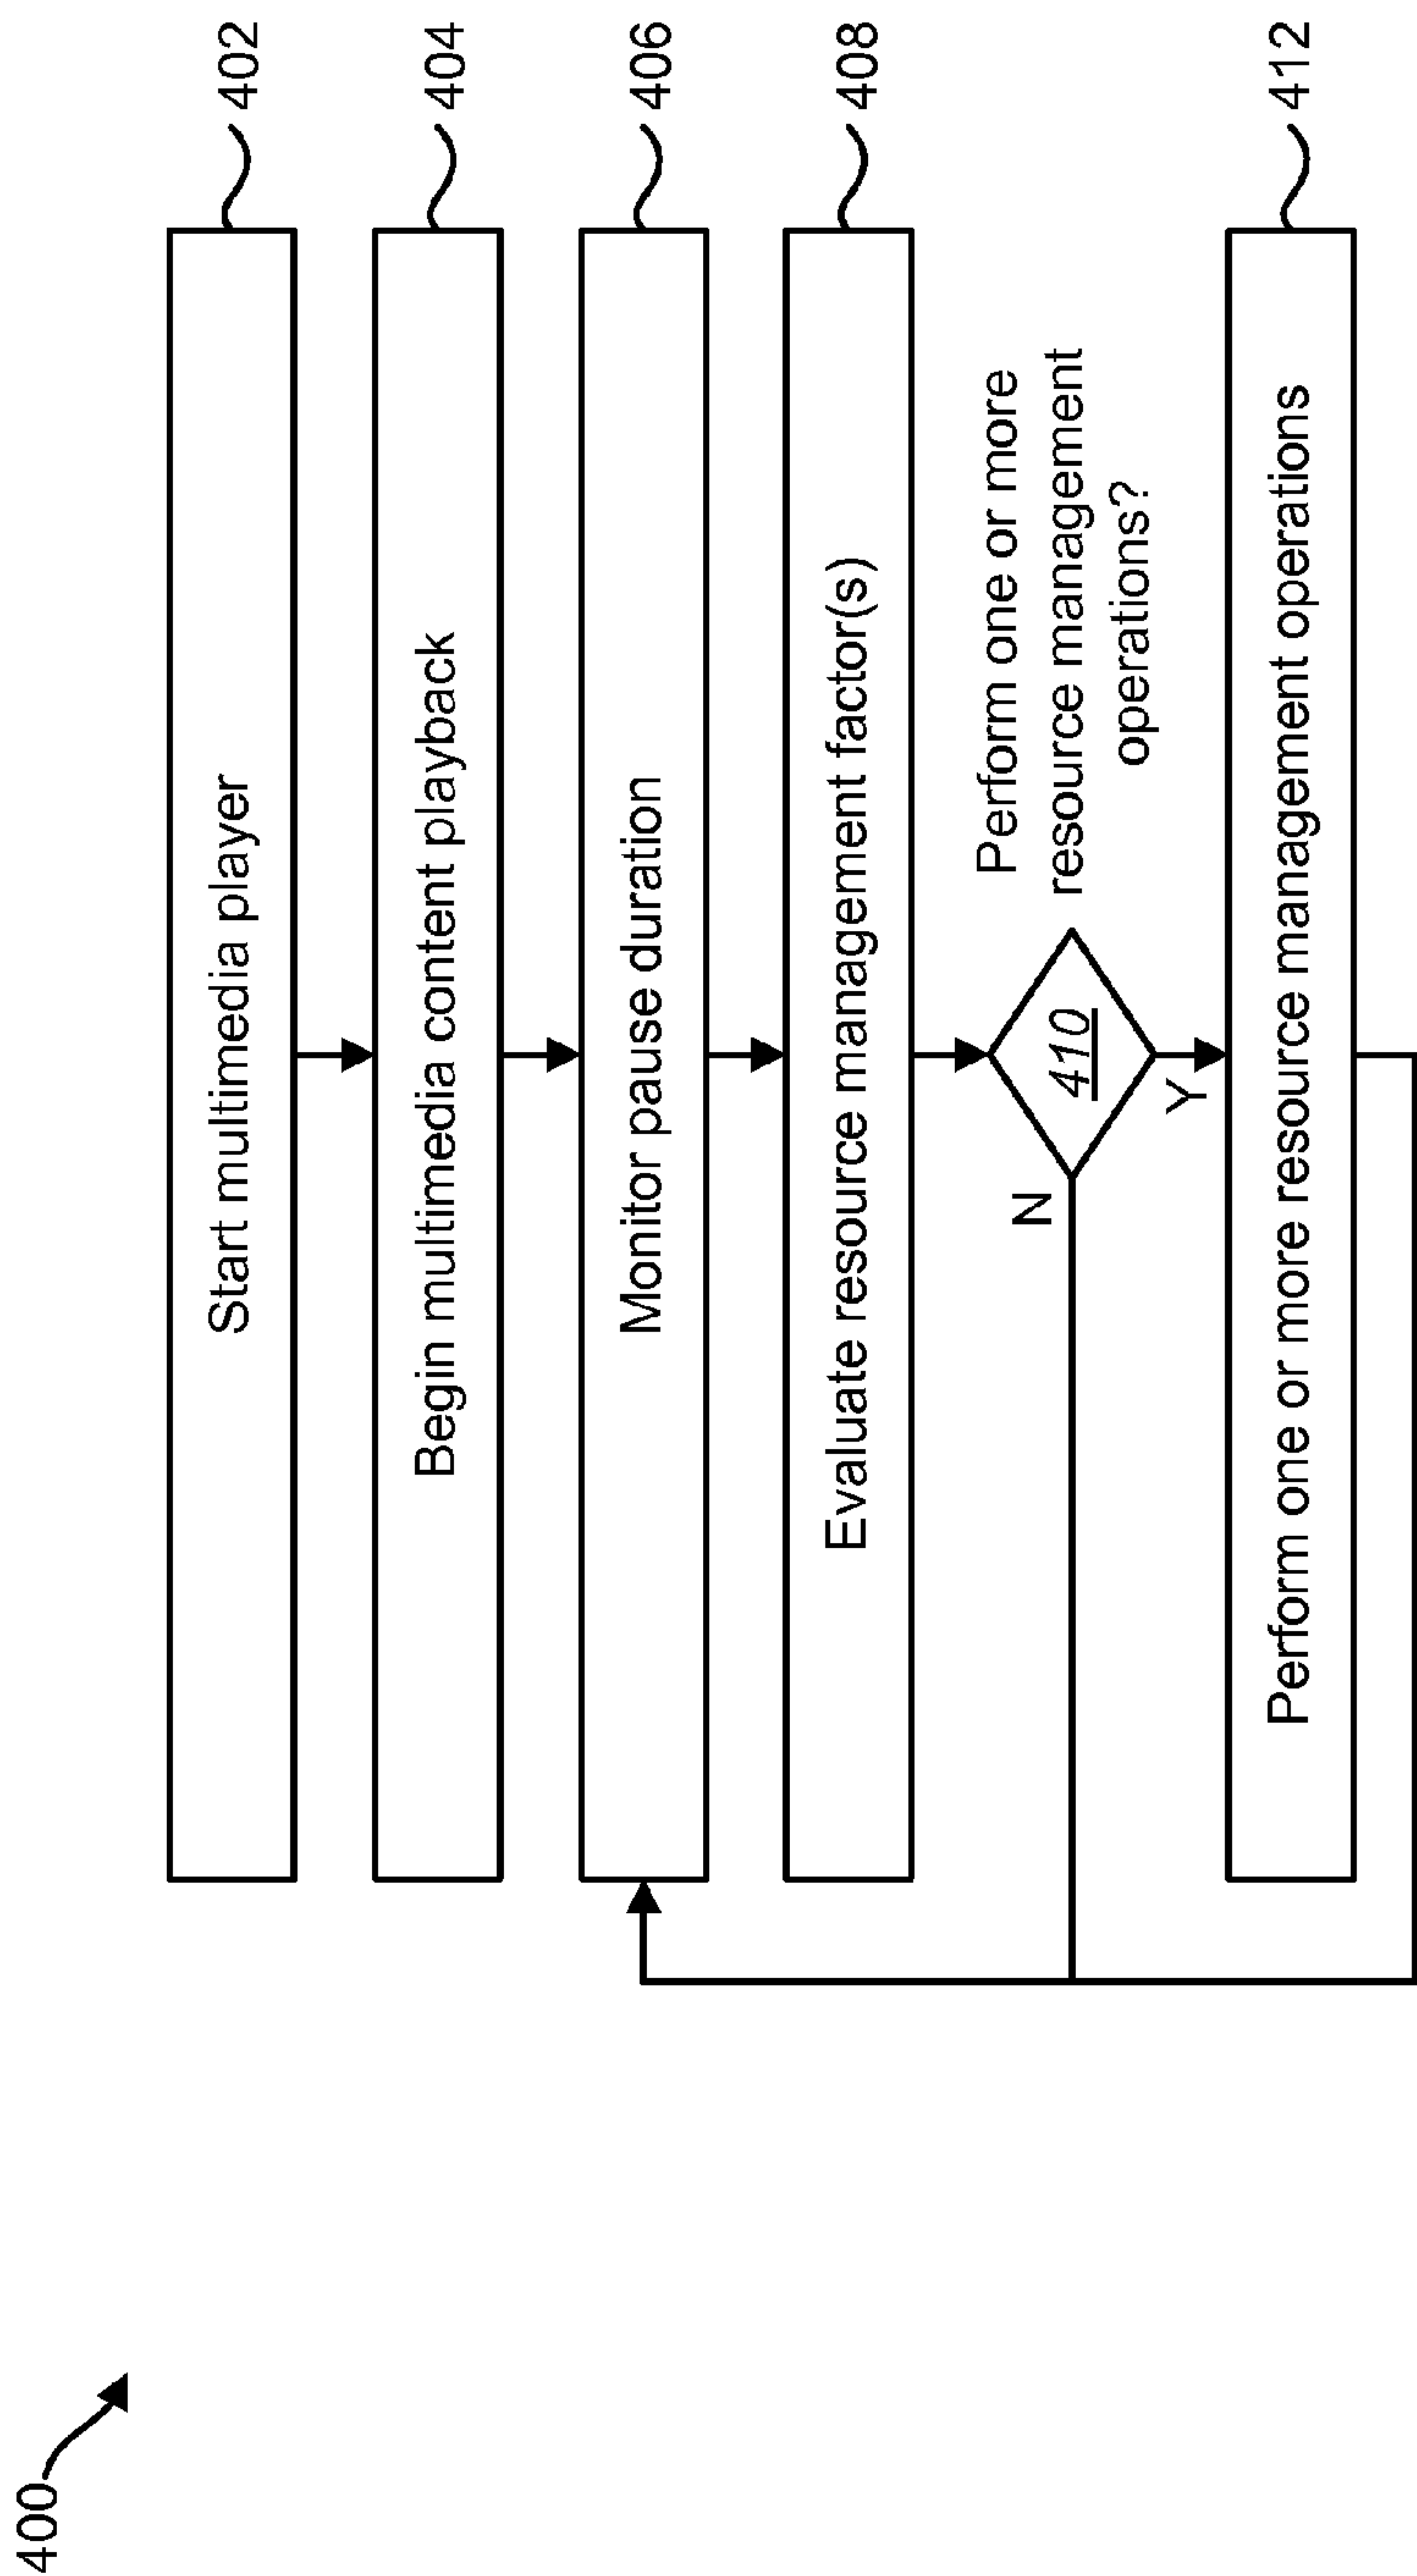 400
Start multimedia player
402
Begin multimedia content playback
404
Monitor pause duration
406
Evaluate resource management factor(s)
408
Perform one or more
resource management
operations?
410
N
Y
Perform one or more resource management operations
412